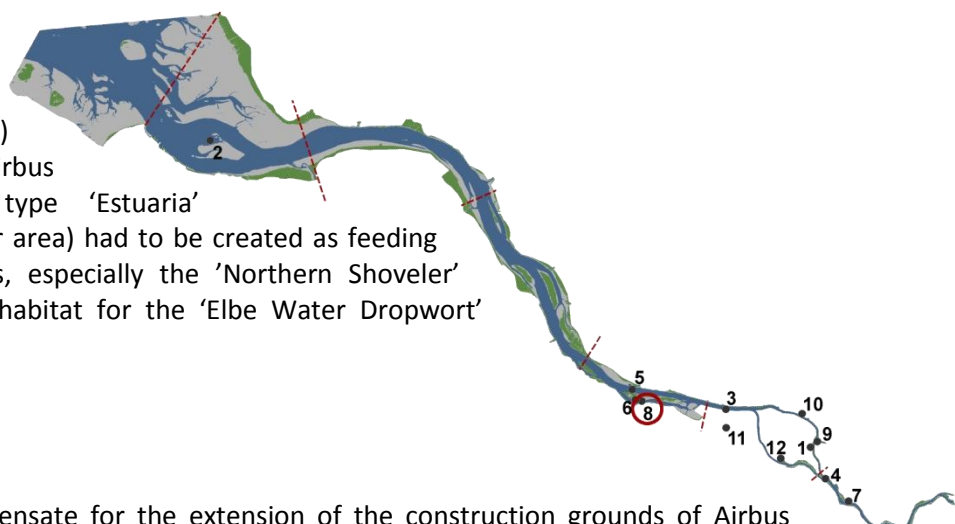 )
irbus
type ‘Estuaria’
r area) had to be created as feeding
s, especially the ’Northern Shoveler’
habitat for the ‘Elbe Water Dropwort’
2
5
6
8
3
10
11
9
1
12
4
7
ensate for the extension of the construction grounds of Airbus